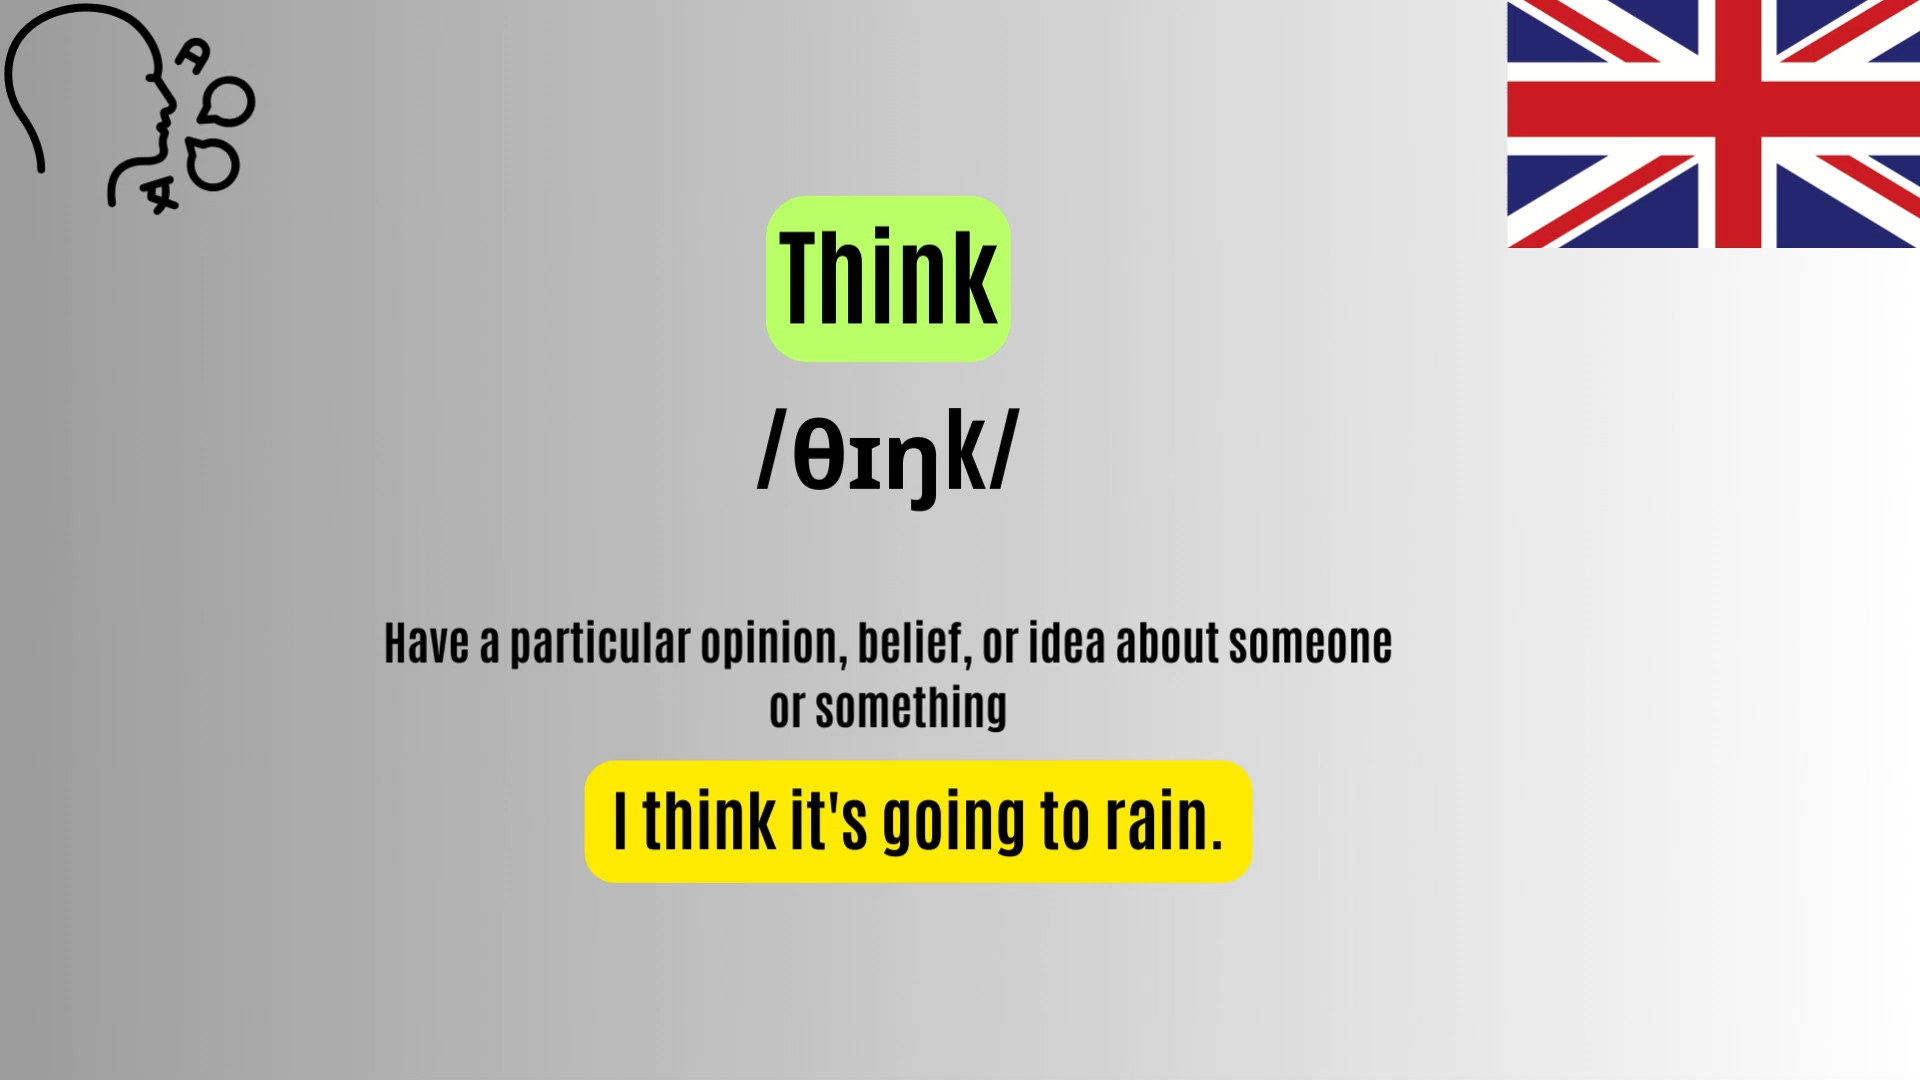 Think
/θɪŋk/
Have a particular opinion, belief, or idea about someone
or something
I think it's going to rain.